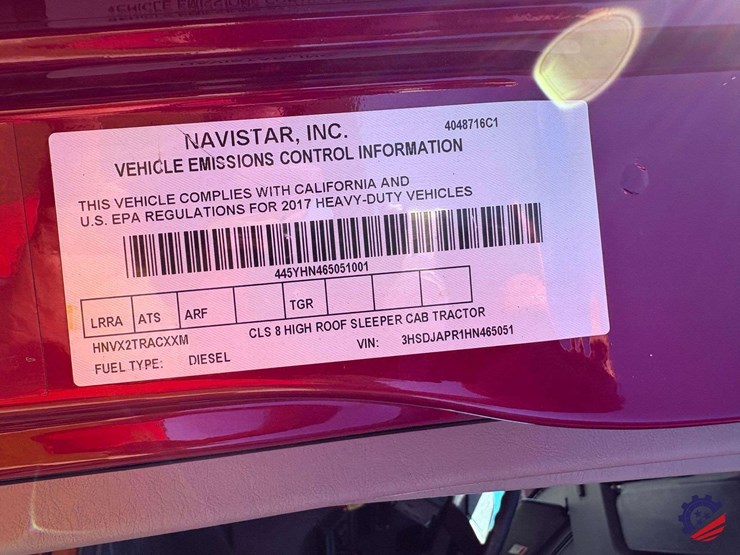 NAVISTAR, INC.
4048716C1
VEHICLE EMISSIONS CONTROL INFORMATION
THIS VEHICLE COMPLIES WITH CALIFORNIA AND
U.S. EPA REGULATIONS FOR 2017 HEAVY-DUTY VEHICLES
445YHN465051001
LRRA ATS ARF TGR
HNVX2TRACXXM CLS 8 HIGH ROOF SLEEPER CAB TRACTOR
FUEL TYPE: DIESEL VIN: 3HSDJAPR1HN465051